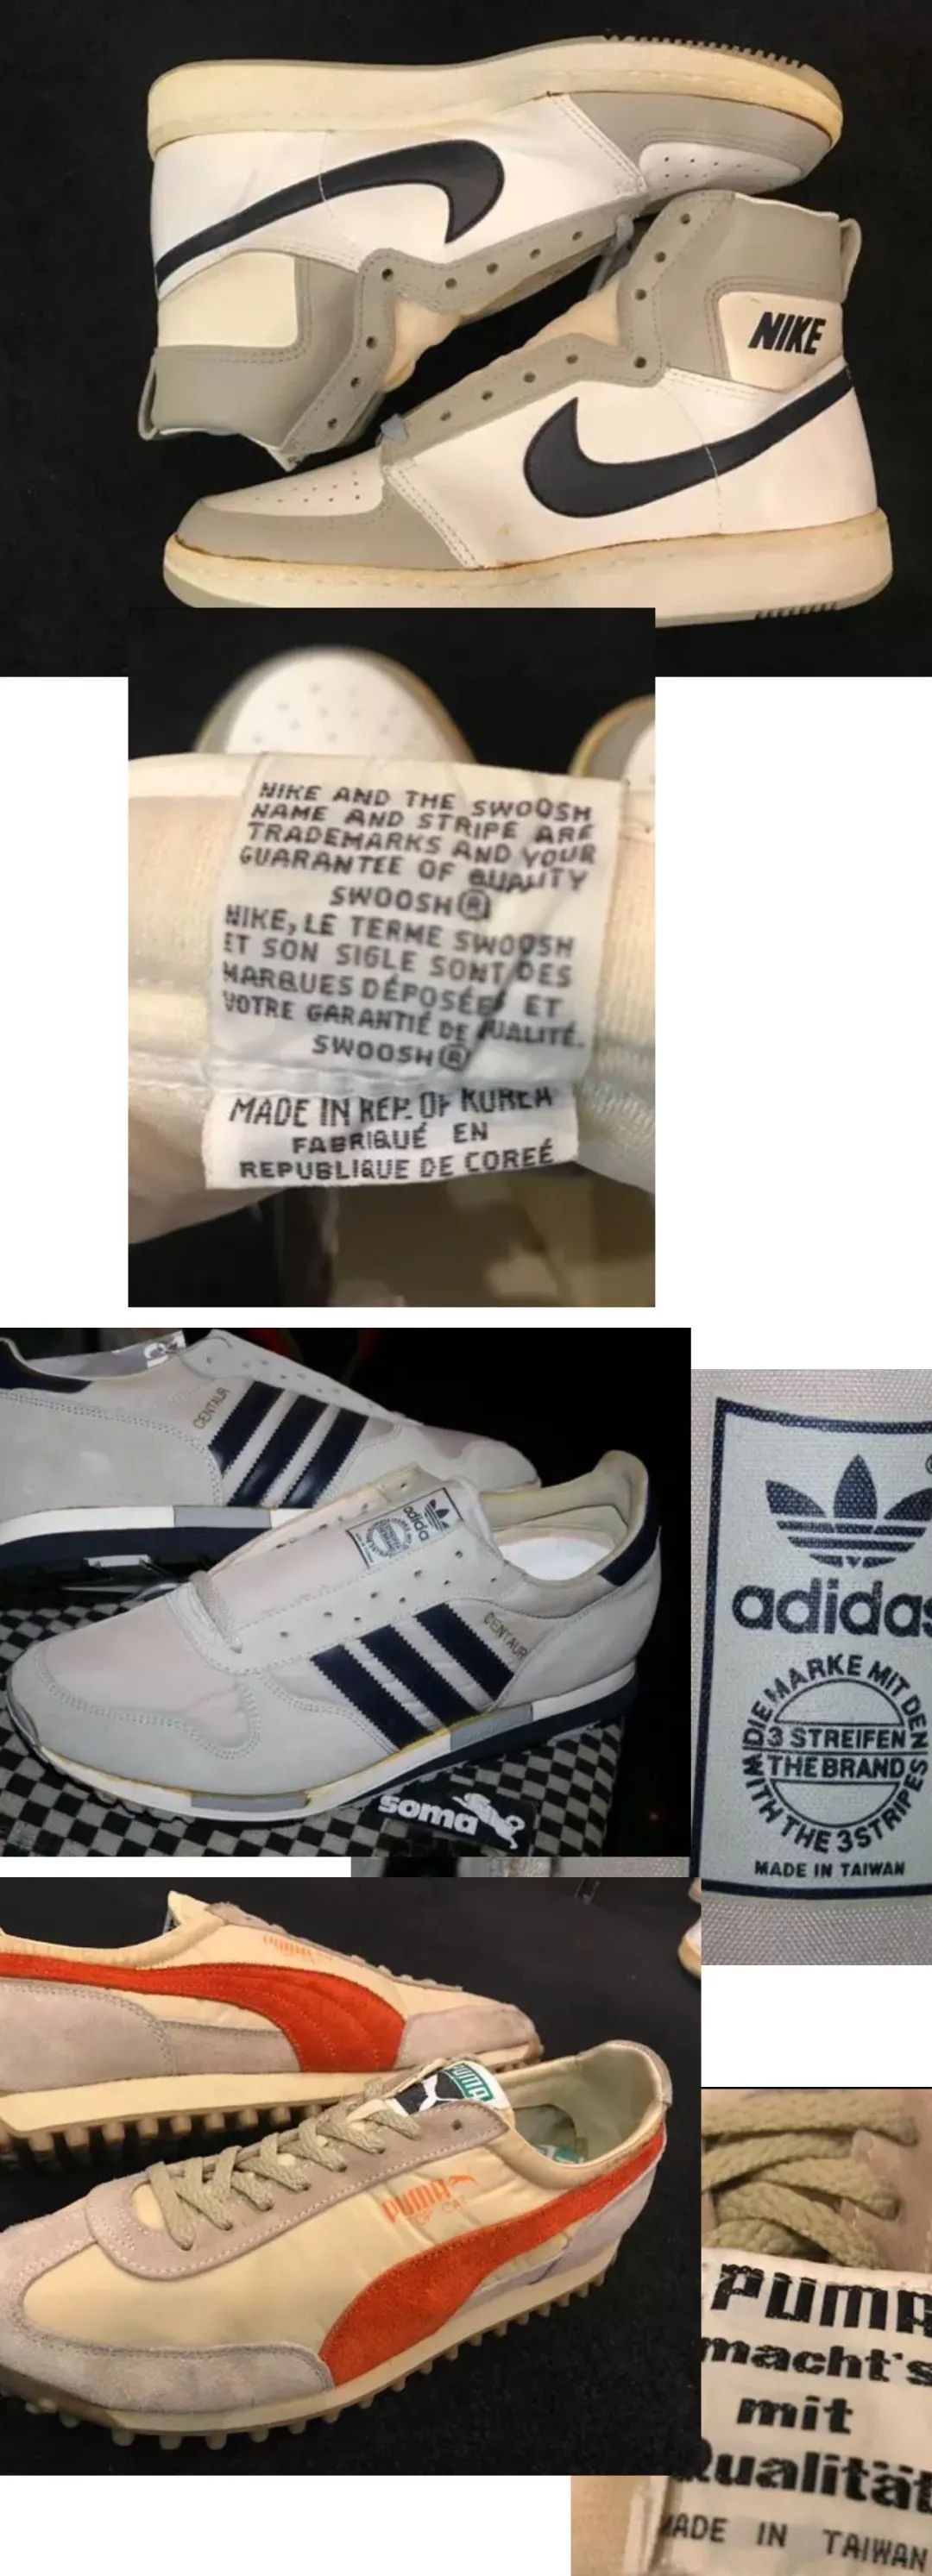 NIKE
NIKE AND THE SWOOSH
NAME AND STRIPE ARE
TRADEMARKS AND YOUR
GUARANTEE OF QUALITY
SWOOSH®
NIKE, LE TERME SWOOSH
ET SON SIGLE SONT DES
MARQUES DÉPOSÉES ET
VOTRE GARANTIÉ DE QUALITÉ.
SWOOSH®
MADE IN REP. OF KOREA
FABRIQUÉ EN
REPUBLIQUE DE COREÉ
CENTAUR
adidas
CENTAUR
soma
adidas
DIE MARKE MIT DEN
3 STREIFEN
THE BRAND
WITH THE 3 STRIPES
MADE IN TAIWAN
PUMA
PUMA
PUMA
TOP CAT
PUMA
macht's
mit
Qualität
MADE IN TAIWAN